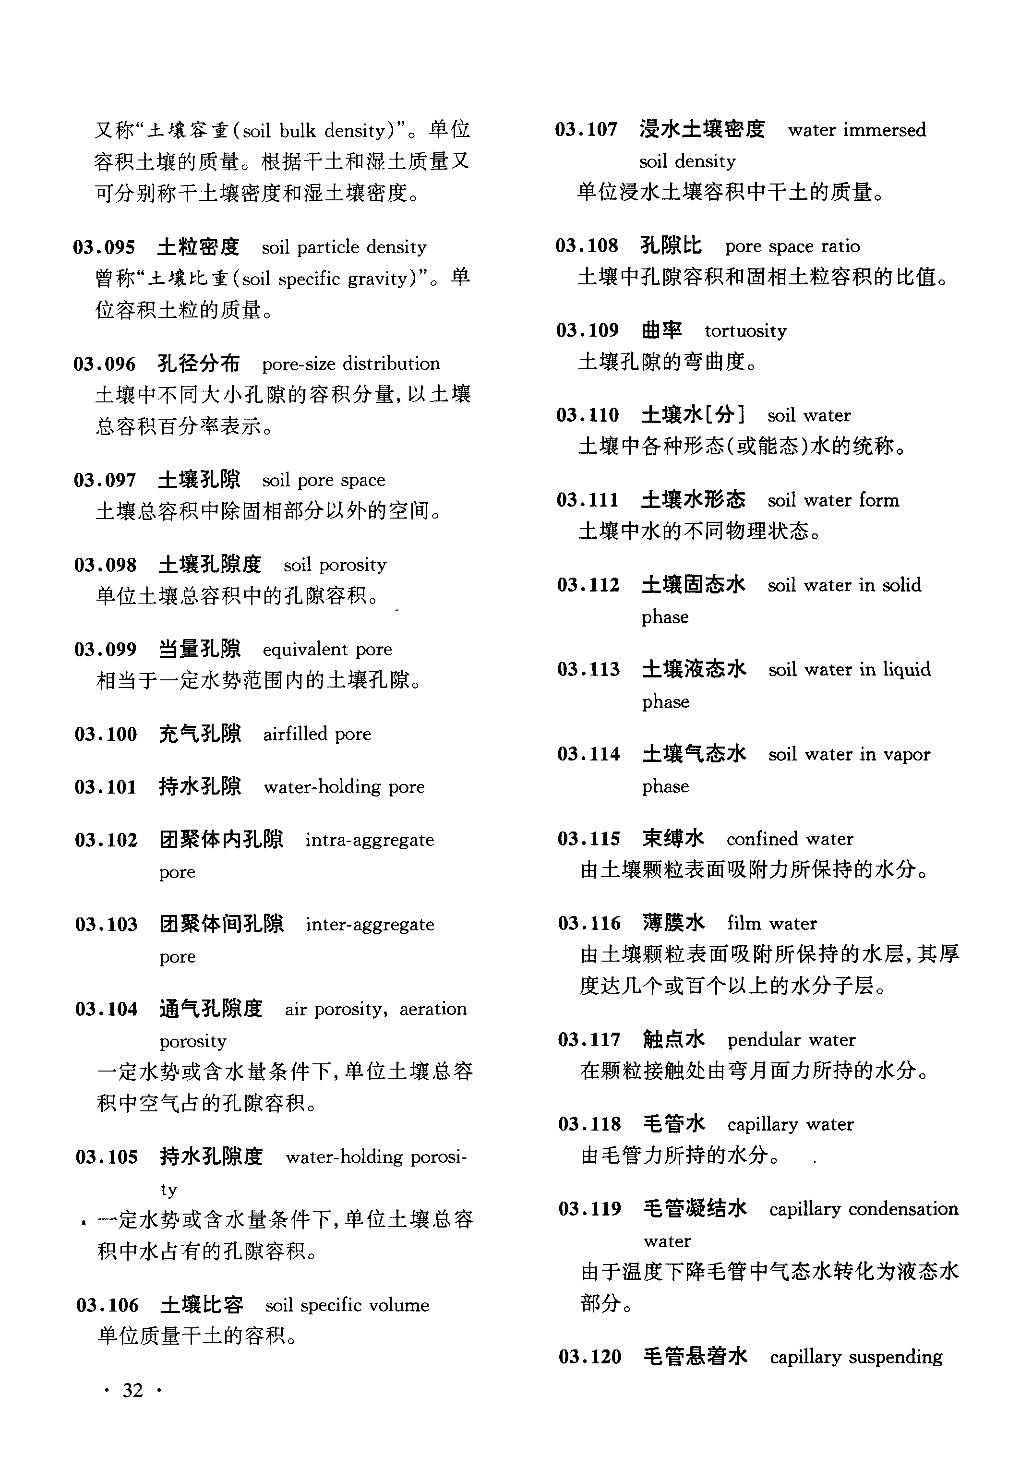 又称“土壤容重(soil bulk density)”。单位
容积土壤的质量。根据干土和湿土质量又
可分别称干土壤密度和湿土壤密度。
03.095 土粒密度 soil particle density
曾称“土壤比重(soil specific gravity)”。单
位容积土粒的质量。
03.096 孔径分布 pore-size distribution
土壤中不同大小孔隙的容积分量,以土壤
总容积百分率表示。
03.097 土壤孔隙 soil pore space
土壤总容积中除固相部分以外的空间。
03.098 土壤孔隙度 soil porosity
单位土壤总容积中的孔隙容积。
03.099 当量孔隙 equivalent pore
相当于一定水势范围内的土壤孔隙。
03.100 充气孔隙 airfilled pore
03.101 持水孔隙 water-holding pore
03.102 团聚体内孔隙 intra-aggregate
pore
03.103 团聚体间孔隙 inter-aggregate
pore
03.104 通气孔隙度 air porosity, aeration
porosity
一定水势或含水量条件下,单位土壤总容
积中空气占的孔隙容积。
03.105 持水孔隙度 water-holding porosi-
ty
一定水势或含水量条件下,单位土壤总容
积中水占有的孔隙容积。
03.106 土壤比容 soil specific volume
单位质量干土的容积。
· 32 ·
03.107 浸水土壤密度 water immersed
soil density
单位浸水土壤容积中干土的质量。
03.108 孔隙比 pore space ratio
土壤中孔隙容积和固相土粒容积的比值。
03.109 曲率 tortuosity
土壤孔隙的弯曲度。
03.110 土壤水[分] soil water
土壤中各种形态(或能态)水的统称。
03.111 土壤水形态 soil water form
土壤中水的不同物理状态。
03.112 土壤固态水 soil water in solid
phase
03.113 土壤液态水 soil water in liquid
phase
03.114 土壤气态水 soil water in vapor
phase
03.115 束缚水 confined water
由土壤颗粒表面吸附力所保持的水分。
03.116 薄膜水 film water
由土壤颗粒表面吸附所保持的水层,其厚
度达几个或百个以上的水分子层。
03.117 触点水 pendular water
在颗粒接触处由弯月面力所持的水分。
03.118 毛管水 capillary water
由毛管力所持的水分。
03.119 毛管凝结水 capillary condensation
water
由于温度下降毛管中气态水转化为液态水
部分。
03.120 毛管悬着水 capillary suspending